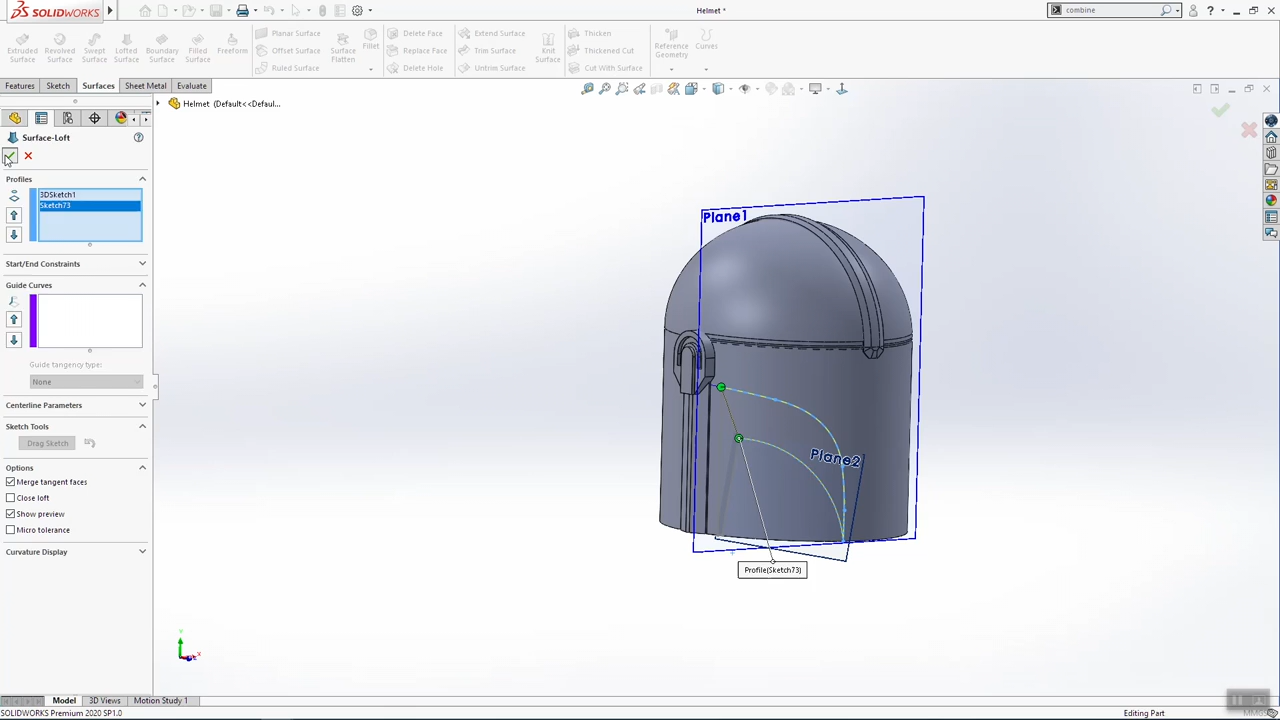 SOLIDWORKS
Helmet *
combine
Extruded Surface
Revolved Surface
Swept Surface
Lofted Surface
Boundary Surface
Filled Surface
Freeform
Planar Surface
Offset Surface
Ruled Surface
Surface Flatten
Fillet
Delete Face
Replace Face
Delete Hole
Extend Surface
Trim Surface
Untrim Surface
Knit Surface
Thicken
Thickened Cut
Cut With Surface
Reference Geometry
Curves
Features
Sketch
Surfaces
Sheet Metal
Evaluate
Helmet (Default<<Defaul...
Surface-Loft
Profiles
3DSketch1
Sketch73
Start/End Constraints
Guide Curves
Guide tangency type:
None
Centerline Parameters
Sketch Tools
Drag Sketch
Options
Merge tangent faces
Close loft
Show preview
Micro tolerance
Curvature Display
Plane1
Plane2
Profile(Sketch73)
Model
3D Views
Motion Study 1
SOLIDWORKS Premium 2020 SP1.0
Editing Part